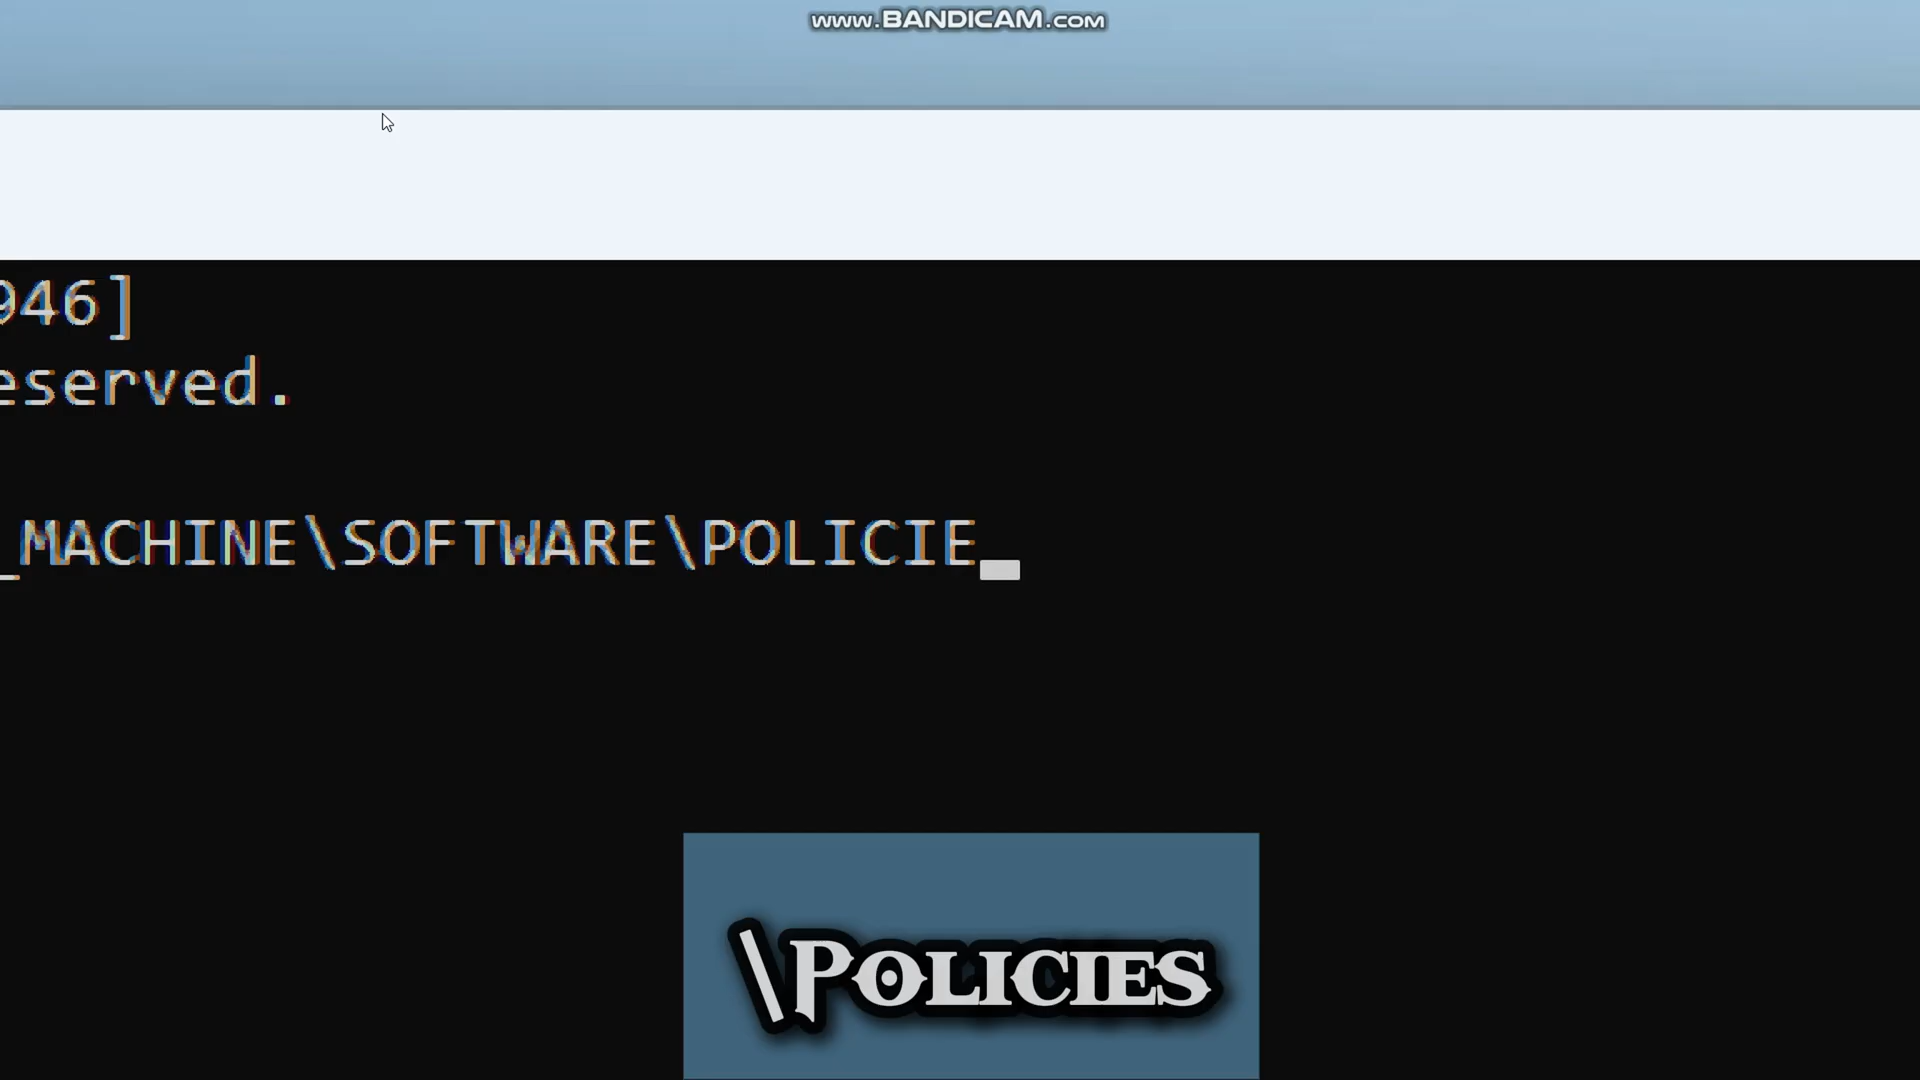 www.BANDICAM.com
946]
eserved.
_MACHINE\SOFTWARE\POLICIE
\Policies